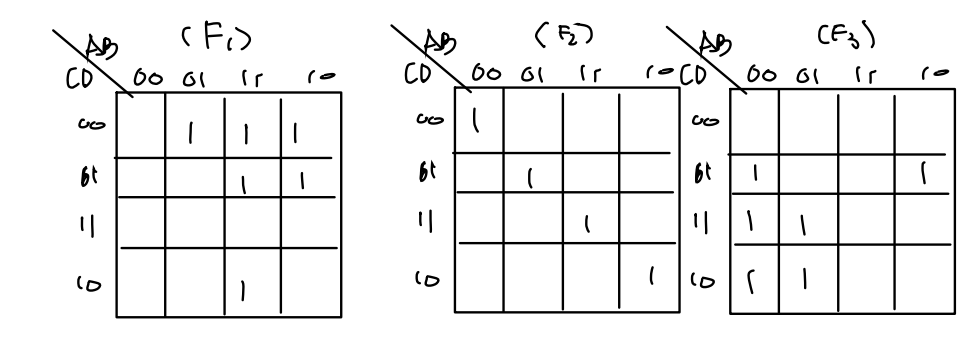 (F1) (F2) (F3)
AB AB AB
CD 00 01 11 10 CD 00 01 11 10 CD 00 01 11 10
00 1 1 1 00 1 00
01 1 1 01 1 01 1 1
11 11 1 11 1 1
10 1 10 1 10 1 1